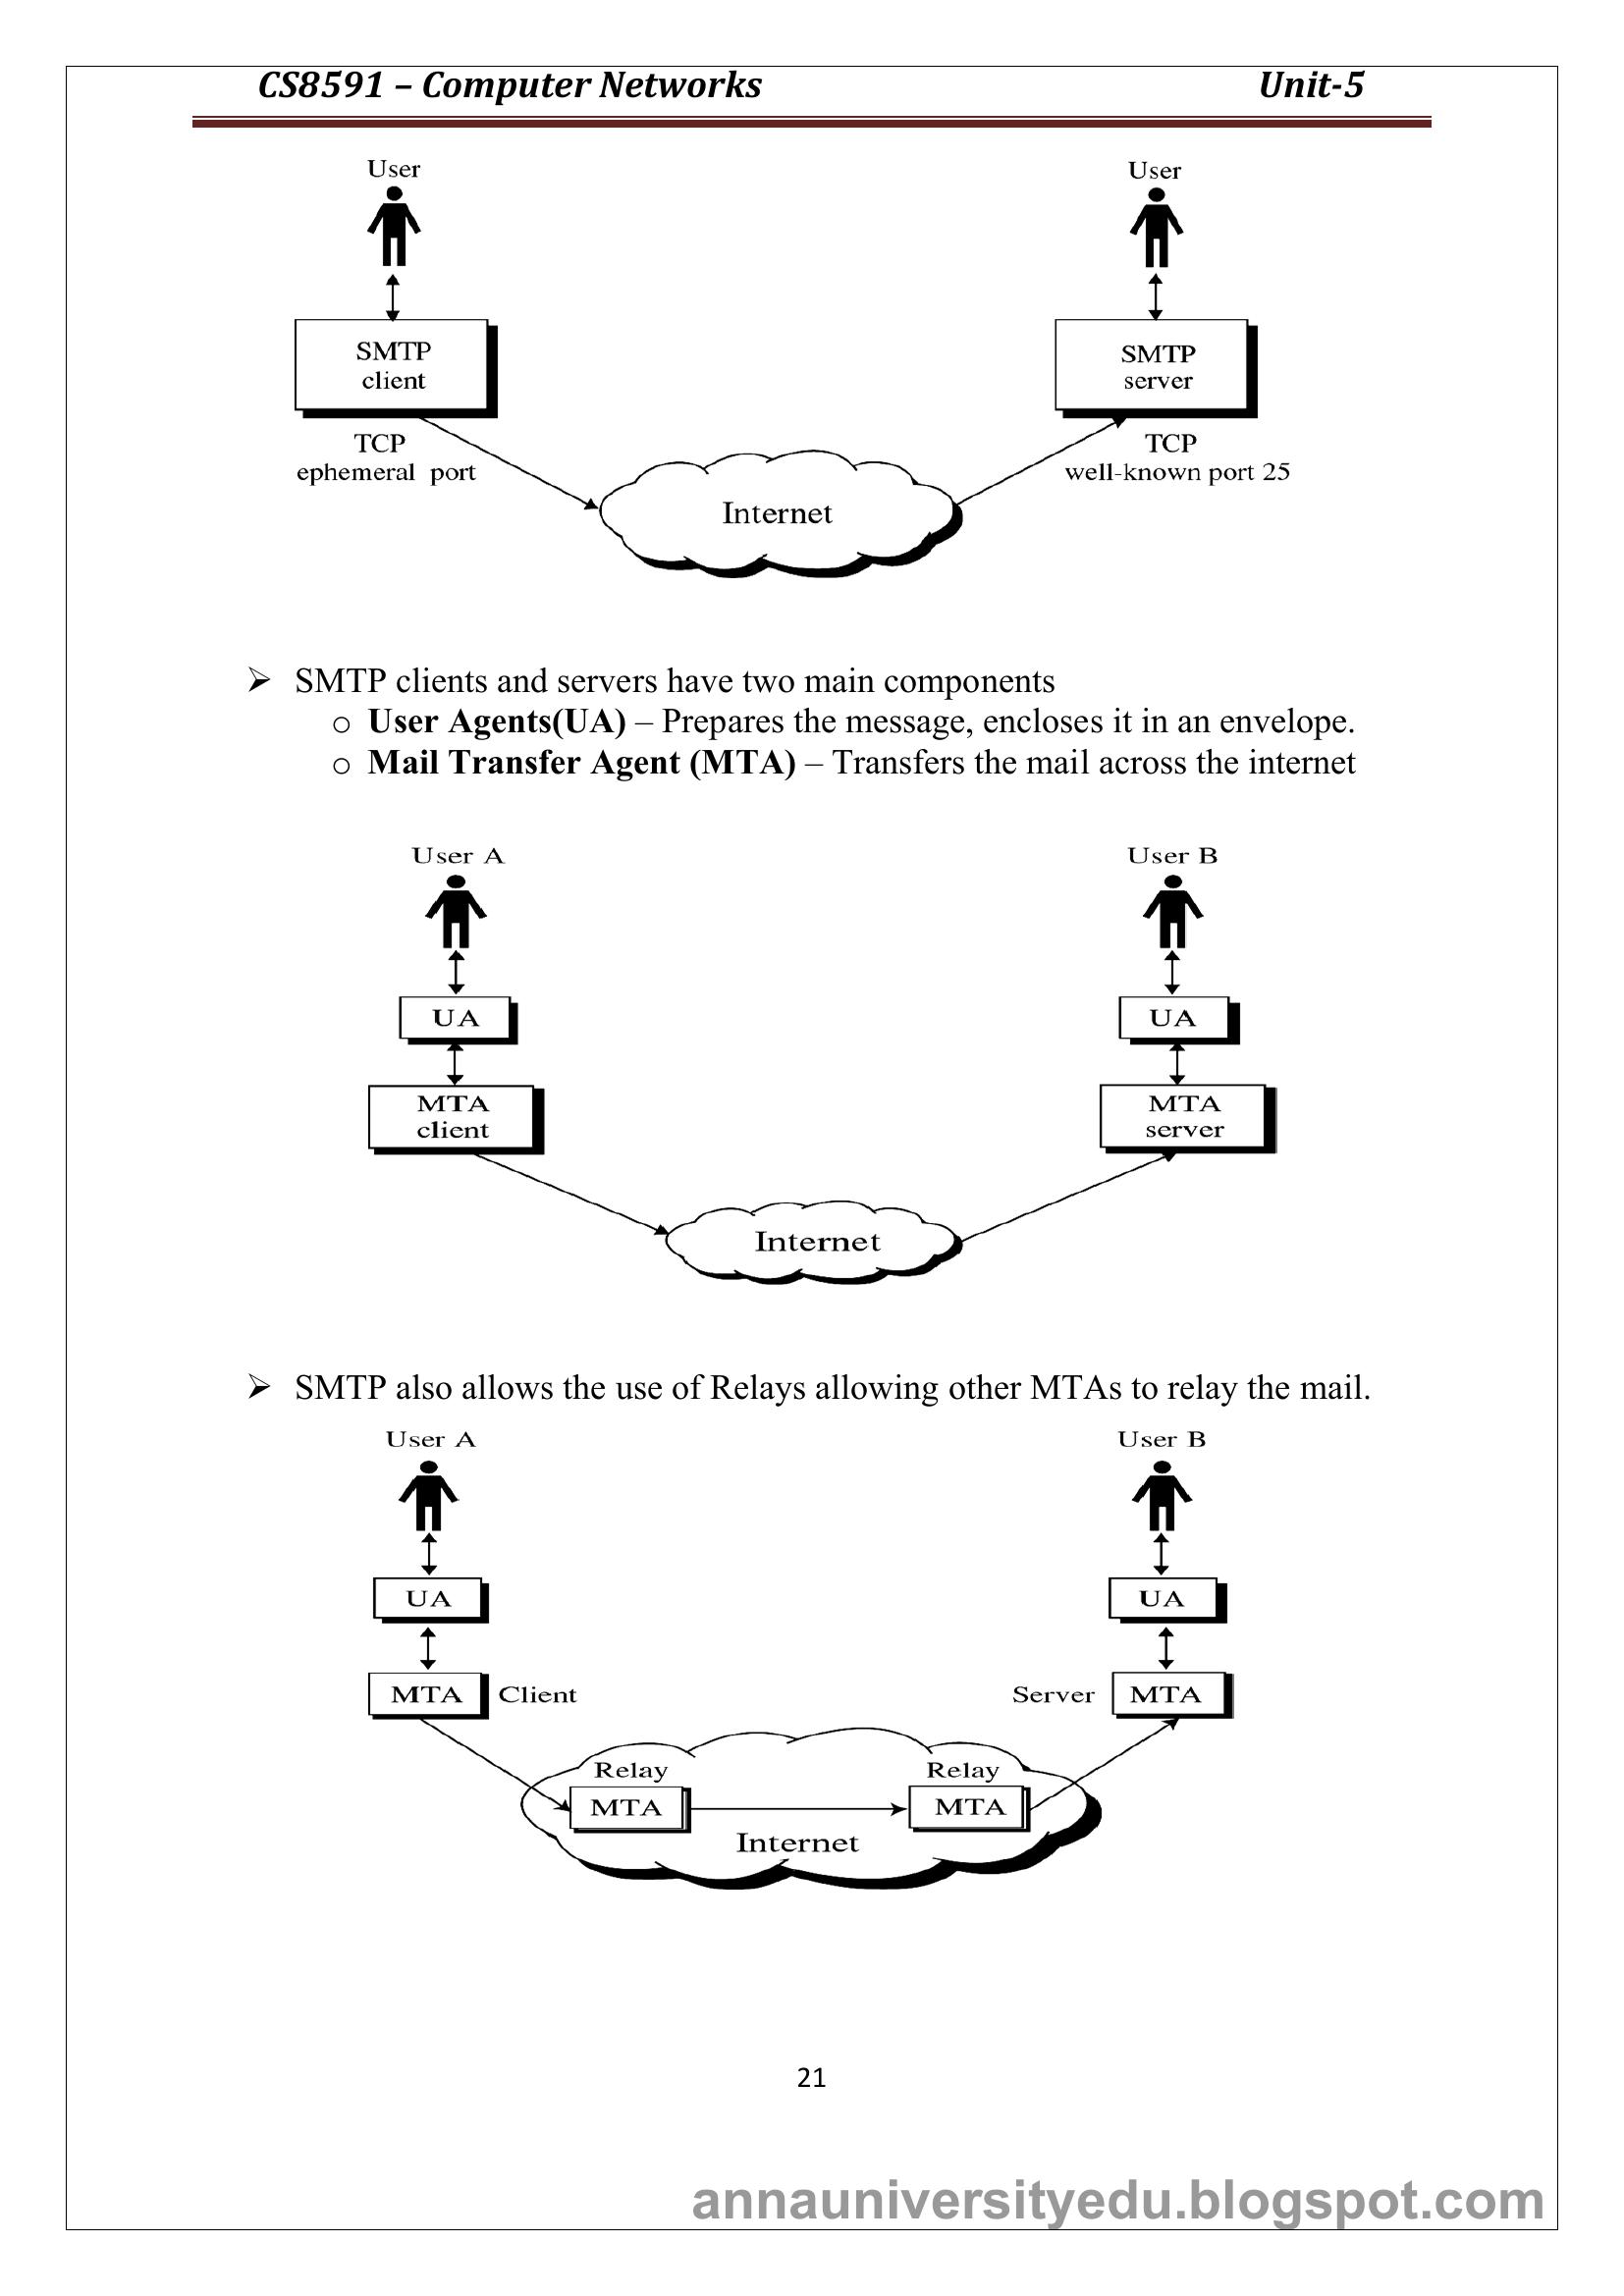 CS8591 – Computer Networks Unit-5
User User
SMTP client
SMTP server
TCP ephemeral port
TCP well-known port 25
Internet
➢ SMTP clients and servers have two main components
o User Agents(UA) – Prepares the message, encloses it in an envelope.
o Mail Transfer Agent (MTA) – Transfers the mail across the internet
User A User B
UA UA
MTA client
MTA server
Internet
➢ SMTP also allows the use of Relays allowing other MTAs to relay the mail.
User A User B
UA UA
MTA Client Server MTA
Relay Relay
MTA MTA
Internet
21
annauniversityedu.blogspot.com